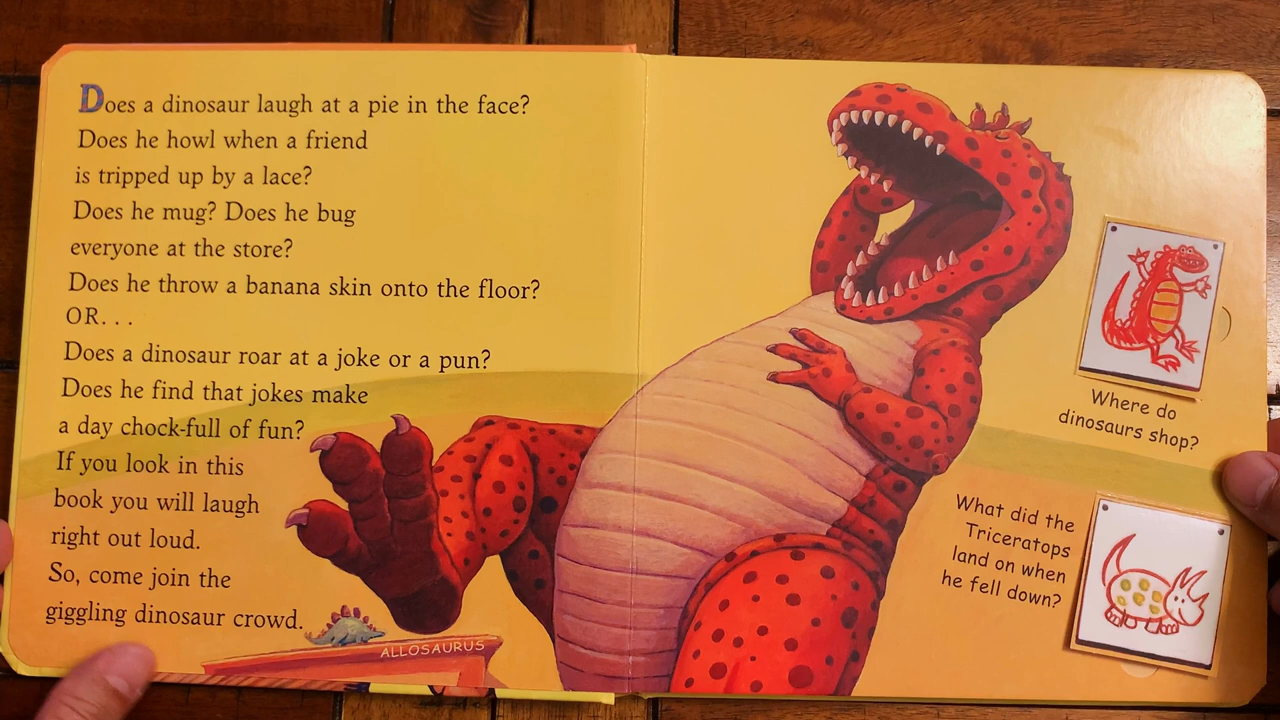 Does a dinosaur laugh at a pie in the face?
Does he howl when a friend
is tripped up by a lace?
Does he mug? Does he bug
everyone at the store?
Does he throw a banana skin onto the floor?
OR...
Does a dinosaur roar at a joke or a pun?
Does he find that jokes make
a day chock-full of fun?
If you look in this
book you will laugh
right out loud.
So, come join the
giggling dinosaur crowd.
ALLOSAURUS
Where do
dinosaurs shop?
What did the
Triceratops
land on when
he fell down?